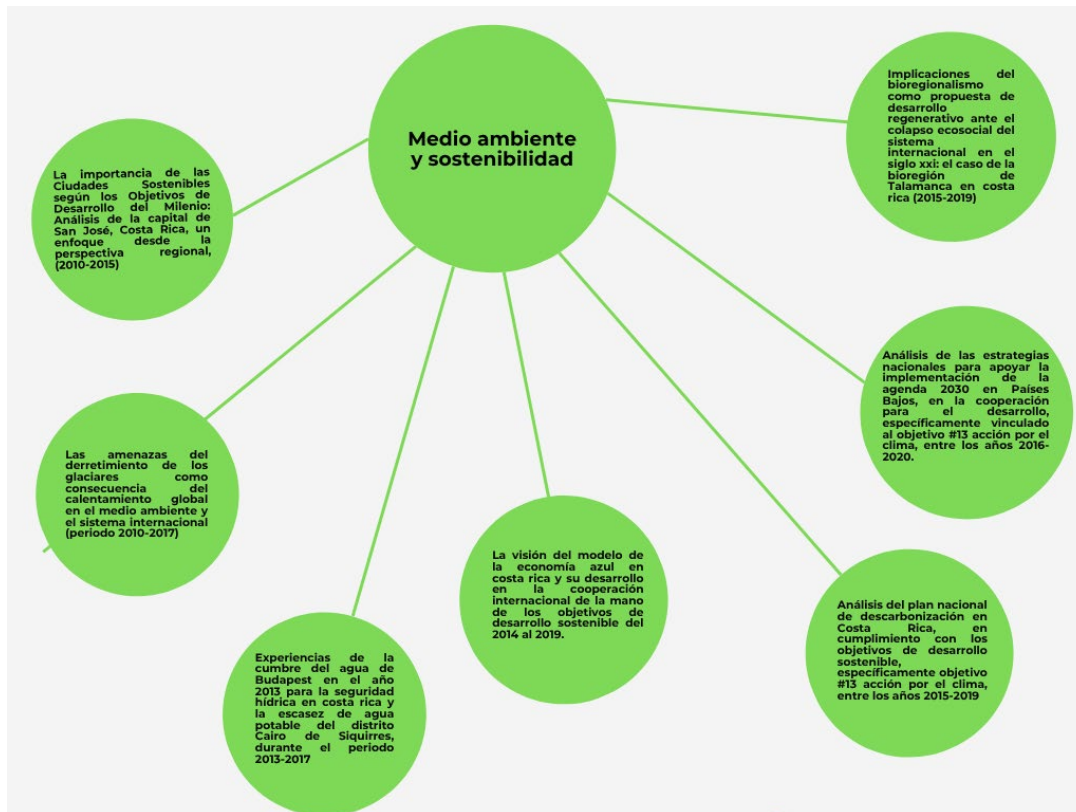 Medio ambiente
y sostenibilidad
Implicaciones del
bioregionalismo
como propuesta de
desarrollo
regenerativo ante el
colapso ecosocial del
sistema
internacional en el
siglo xxi: el caso de la
bioregión de
Talamanca en costa
rica (2015-2019)
La importancia de las
Ciudades Sostenibles
según los Objetivos de
Desarrollo del Milenio:
Análisis de la capital de
San José, Costa Rica, un
enfoque desde la
perspectiva regional,
(2010-2015)
Análisis de las estrategias
nacionales para apoyar la
implementación de la
agenda 2030 en Países
Bajos, en la cooperación
para el desarrollo,
específicamente vinculado
al objetivo #13 acción por el
clima, entre los años 2016-
2020.
Las amenazas del
derretimiento de los
glaciares como
consecuencia del
calentamiento global
en el medio ambiente y
el sistema internacional
(periodo 2010-2017)
La visión del modelo de
la economía azul en
costa rica y su desarrollo
en la cooperación
internacional de la mano
de los objetivos de
desarrollo sostenible del
2014 al 2019.
Análisis del plan nacional
de descarbonización en
Costa Rica, en
cumplimiento con los
objetivos de desarrollo
sostenible,
específicamente objetivo
#13 acción por el clima,
entre los años 2015-2019
Experiencias de la
cumbre del agua de
Budapest en el año
2013 para la seguridad
hídrica en costa rica y
la escasez de agua
potable del distrito
Cairo de Siquirres,
durante el periodo
2013-2017